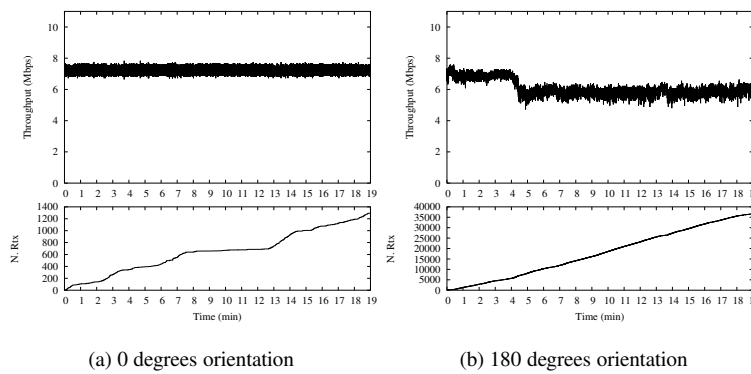 10
8
6
4
2
0
Throughput (Mbps)
0 1 2 3 4 5 6 7 8 9 10 11 12 13 14 15 16 17 18 19
1400
1200
1000
800
600
400
200
0
N. Rtx
0 1 2 3 4 5 6 7 8 9 10 11 12 13 14 15 16 17 18 19
Time (min)
(a) 0 degrees orientation
10
8
6
4
2
0
Throughput (Mbps)
0 1 2 3 4 5 6 7 8 9 10 11 12 13 14 15 16 17 18 1
40000
35000
30000
25000
20000
15000
10000
5000
0
N. Rtx
0 1 2 3 4 5 6 7 8 9 10 11 12 13 14 15 16 17 18 1
Time (min)
(b) 180 degrees orientation